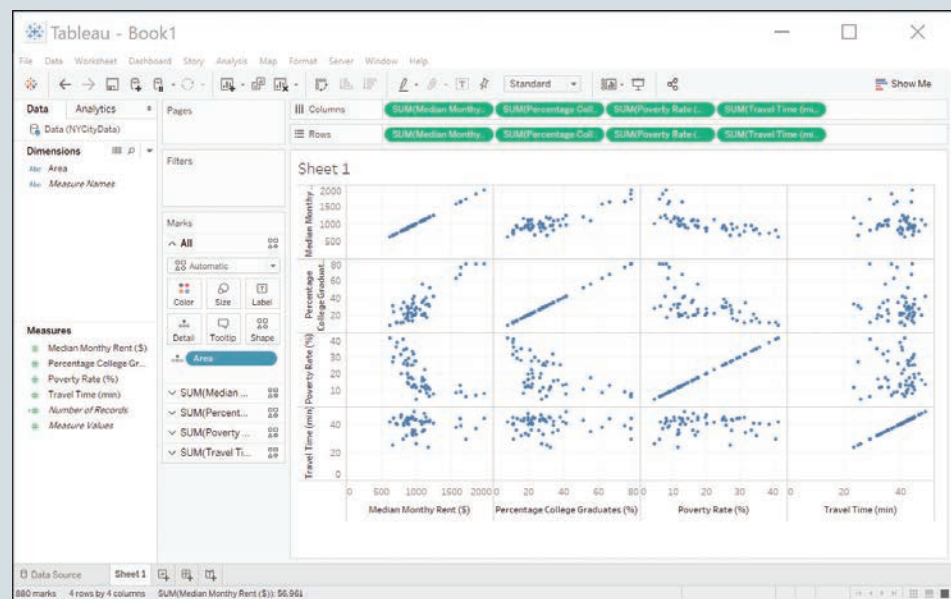 Tableau - Book1
File Data Worksheet Dashboard Story Analysis Map Format Server Window Help
Standard
Show Me
Data Analytics
Data (NYCityData)
Dimensions
Abc Area
Abc Measure Names
Measures
Median Monthy Rent ($)
Percentage College Gr...
Poverty Rate (%)
Travel Time (min)
Number of Records
Measure Values
Pages
Filters
Marks
All
Automatic
Color Size Label
Detail Tooltip Shape
Area
SUM(Median ...
SUM(Percent...
SUM(Poverty ...
SUM(Travel Ti...
Columns SUM(Median Monthy.. SUM(Percentage Coll.. SUM(Poverty Rate (.. SUM(Travel Time (mi..
Rows SUM(Median Monthy.. SUM(Percentage Coll.. SUM(Poverty Rate (.. SUM(Travel Time (mi..
Sheet 1
Median Monthy...
2000
1500
1000
500
Percentage
College Graduat...
80
60
40
20
Poverty Rate (%)
40
30
20
10
Travel Time (min)
40
20
0
0 500 1000 1500 2000 0 20 40 60 80 0 10 20 30 40 0 20 40
Median Monthy Rent ($) Percentage College Graduates (%) Poverty Rate (%) Travel Time (min)
Data Source Sheet 1
880 marks 4 rows by 4 columns SUM(Median Monthy Rent ($)): 56,961